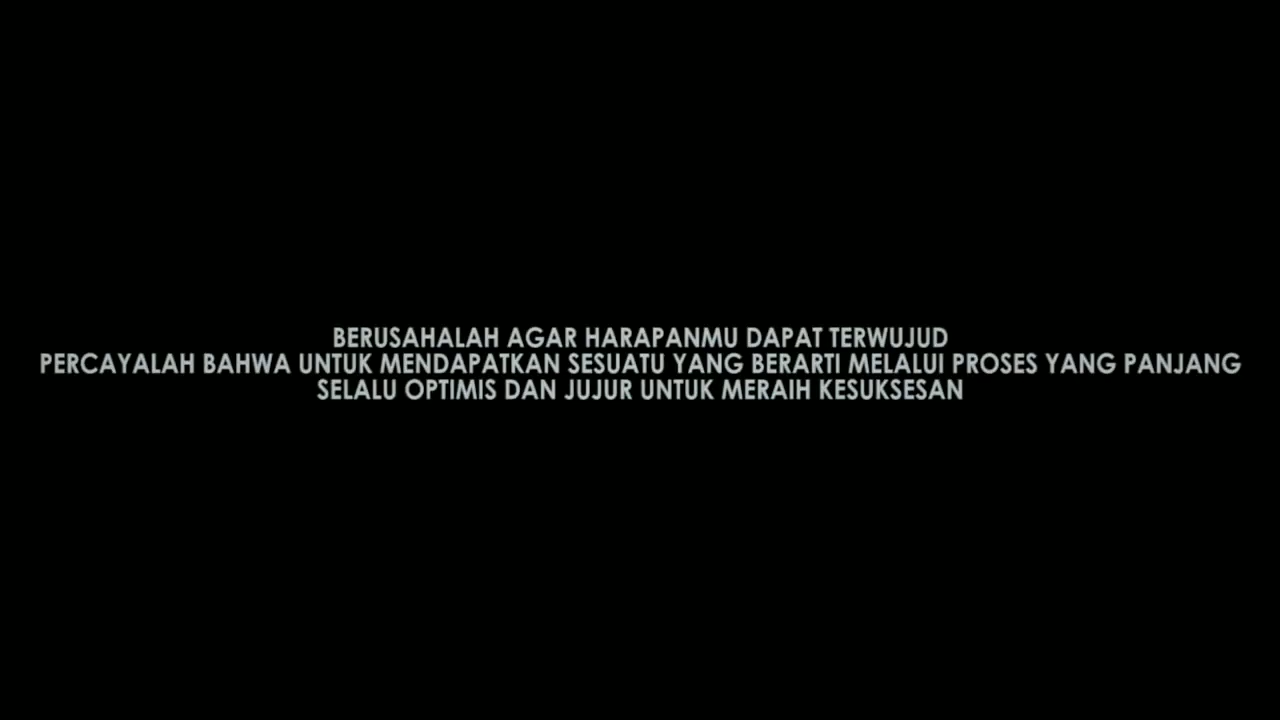 BERUSAHALAH AGAR HARAPANMU DAPAT TERWUJUD
PERCAYALAH BAHWA UNTUK MENDAPATKAN SESUATU YANG BERARTI MELALUI PROSES YANG PANJANG
SELALU OPTIMIS DAN JUJUR UNTUK MERAIH KESUKSESAN